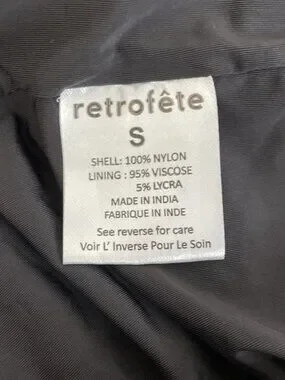 retrofête
S
SHELL: 100% NYLON
LINING : 95% VISCOSE
5% LYCRA
MADE IN INDIA
FABRIQUE IN INDE
See reverse for care
Voir L' Inverse Pour Le Soin